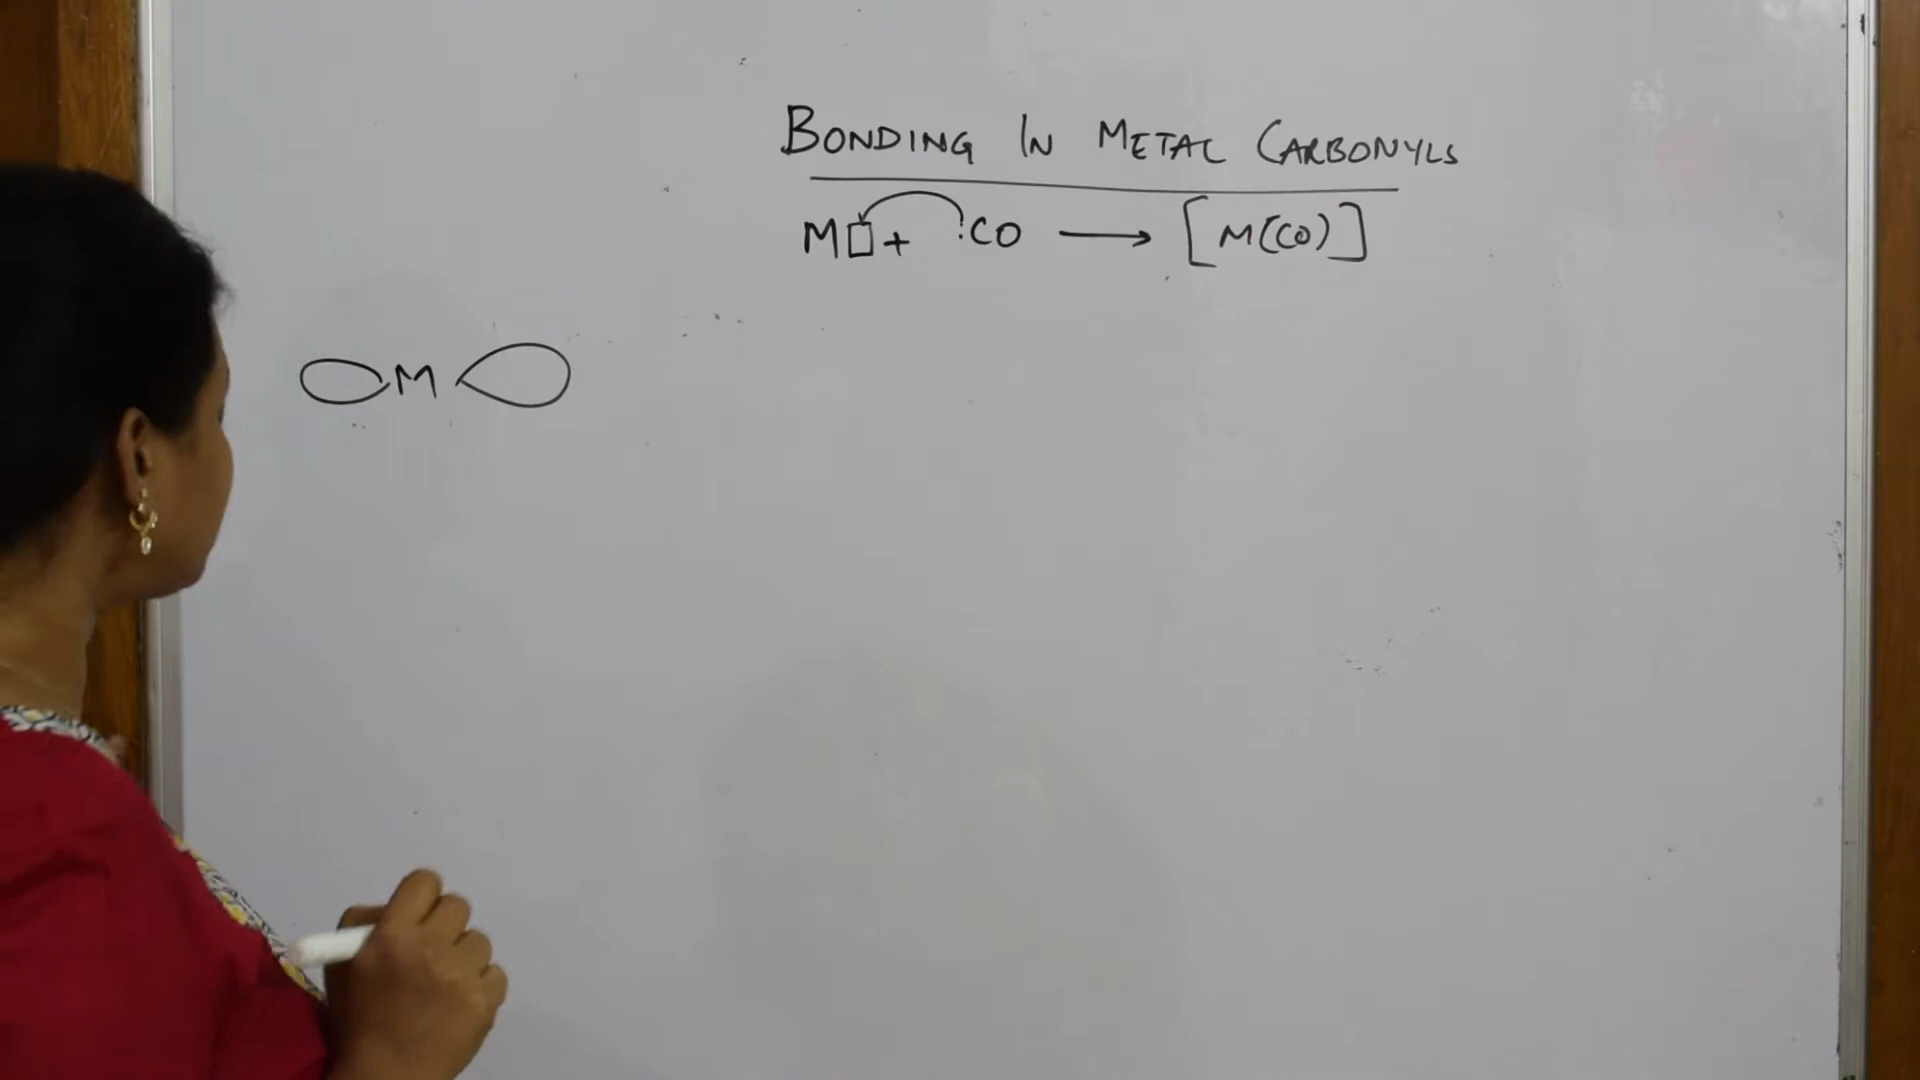 BONDING IN METAL CARBONYLS
M□ + :CO ⟶ [M(CO)]
M